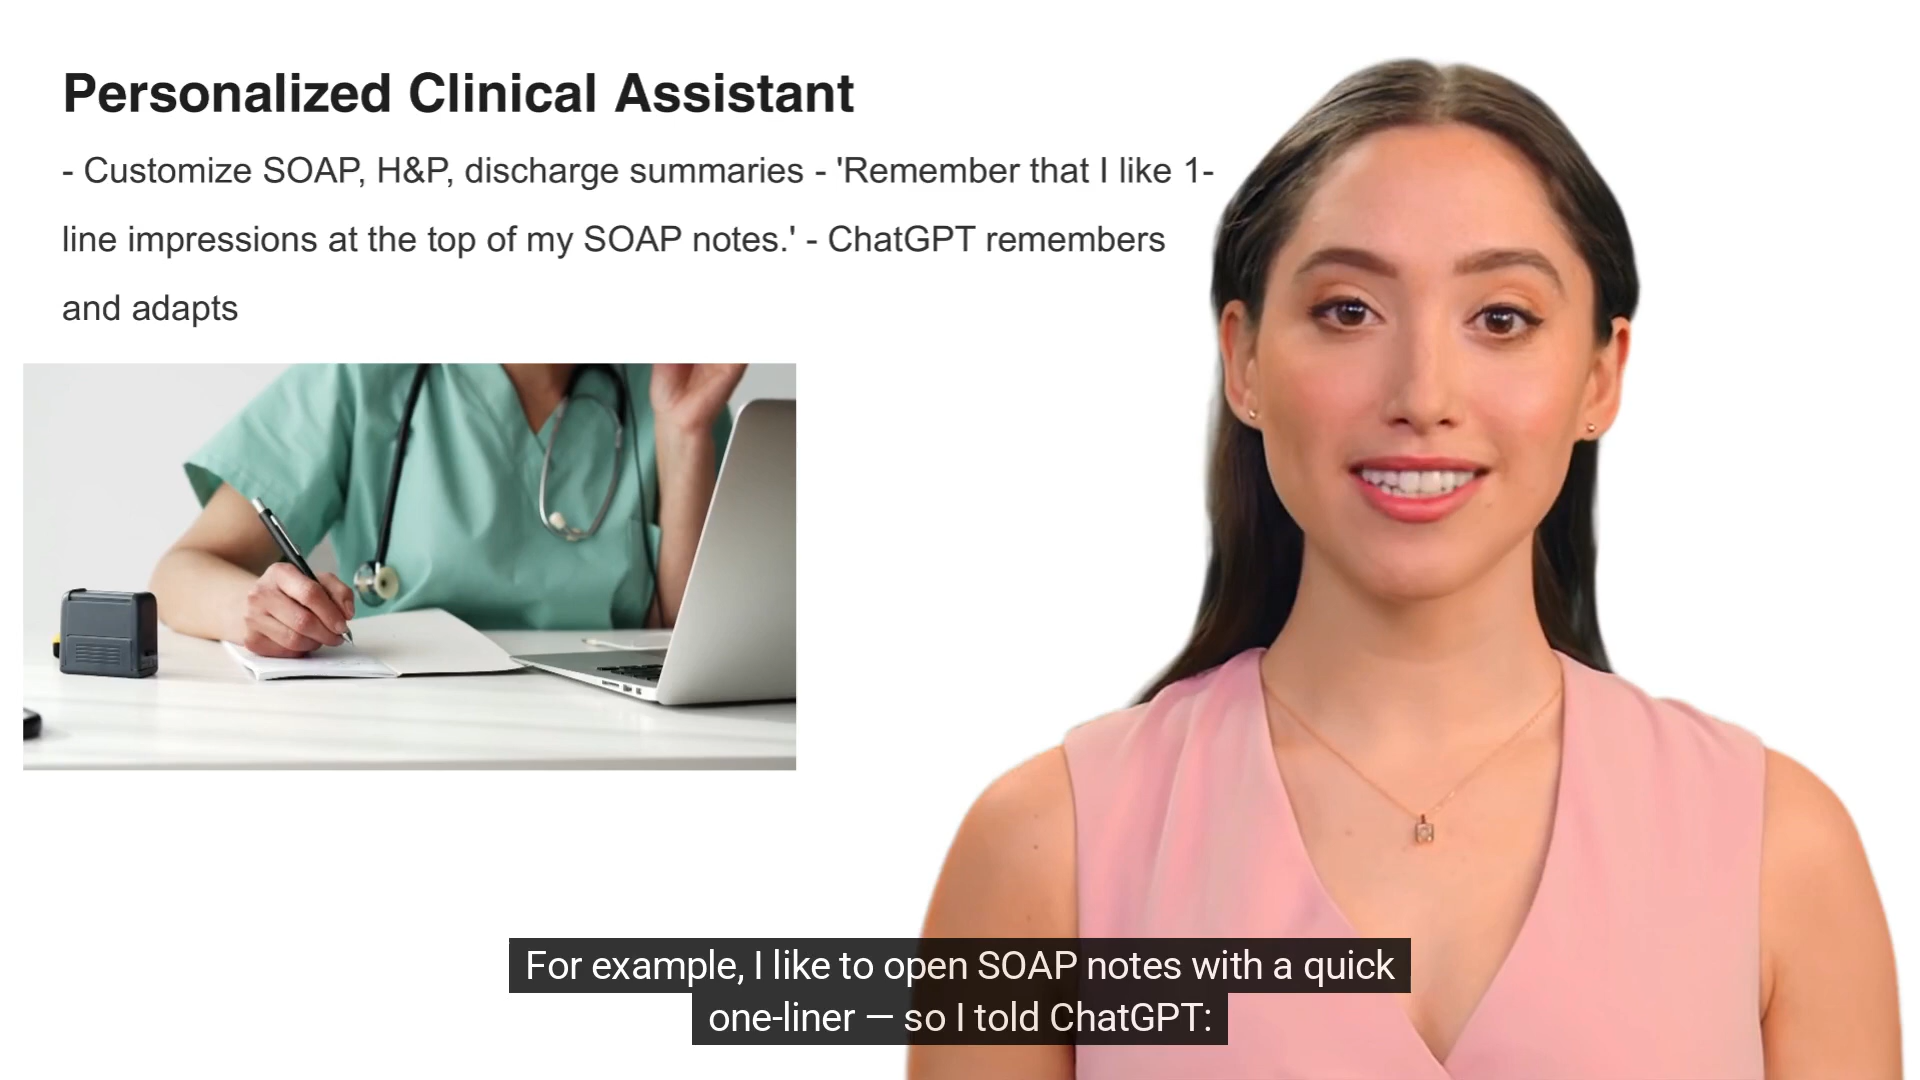 Personalized Clinical Assistant
- Customize SOAP, H&P, discharge summaries - 'Remember that I like 1-
line impressions at the top of my SOAP notes.' - ChatGPT remembers
and adapts
For example, I like to open SOAP notes with a quick
one-liner — so I told ChatGPT: